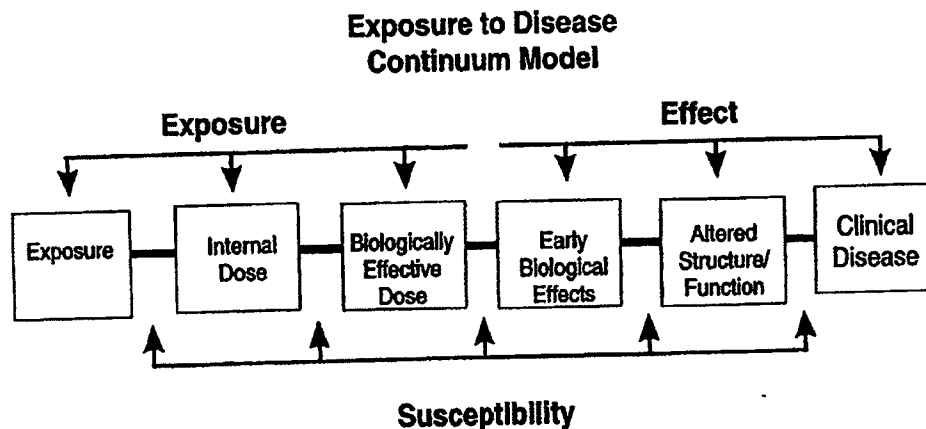 Exposure to Disease
Continuum Model
Exposure
Effect
Exposure
Internal
Dose
Biologically
Effective
Dose
Early
Biological
Effects
Altered
Structure/
Function
Clinical
Disease
Susceptibility